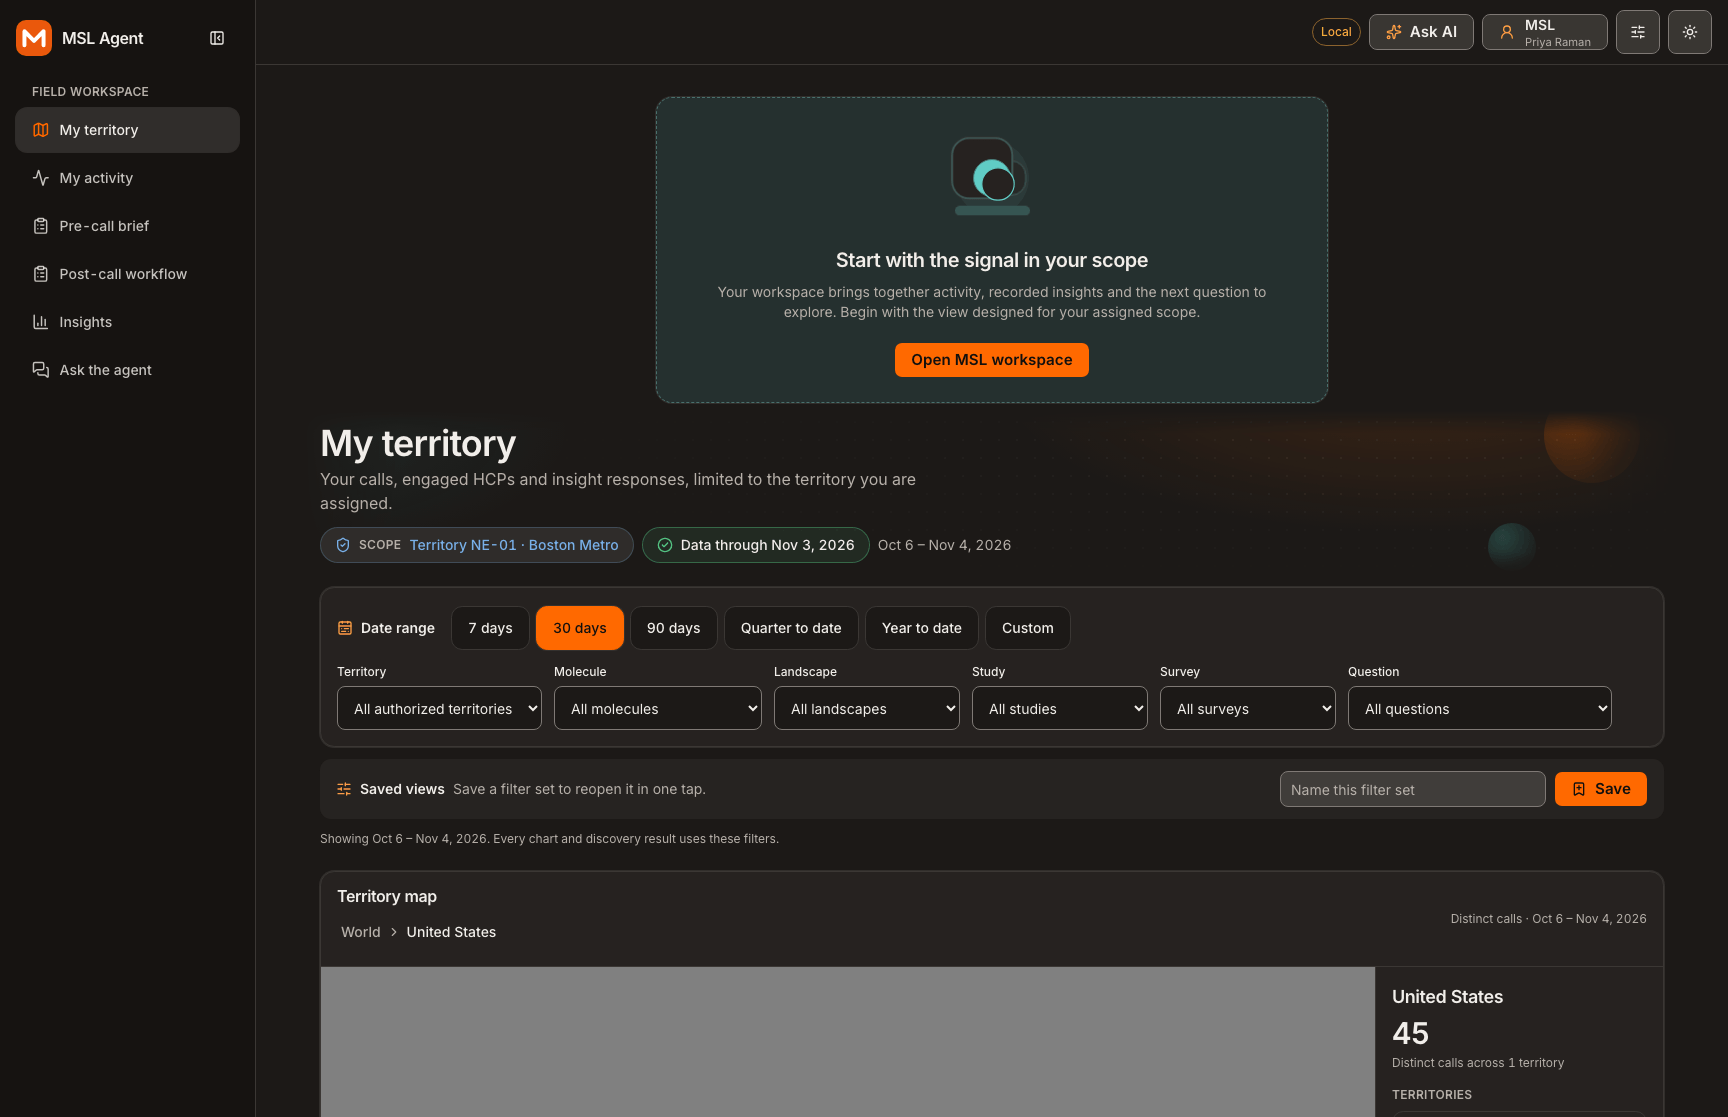 MSL Agent
Local
Ask AI
MSL
Priya Raman
FIELD WORKSPACE
My territory
My activity
Pre-call brief
Post-call workflow
Insights
Ask the agent
Start with the signal in your scope
Your workspace brings together activity, recorded insights and the next question to
explore. Begin with the view designed for your assigned scope.
Open MSL workspace
My territory
Your calls, engaged HCPs and insight responses, limited to the territory you are
assigned.
SCOPE Territory NE-01 · Boston Metro
Data through Nov 3, 2026
Oct 6 – Nov 4, 2026
Date range
7 days
30 days
90 days
Quarter to date
Year to date
Custom
Territory
Molecule
Landscape
Study
Survey
Question
All authorized territories
All molecules
All landscapes
All studies
All surveys
All questions
Saved views Save a filter set to reopen it in one tap.
Name this filter set
Save
Showing Oct 6 – Nov 4, 2026. Every chart and discovery result uses these filters.
Territory map
World > United States
Distinct calls · Oct 6 – Nov 4, 2026
United States
45
Distinct calls across 1 territory
TERRITORIES